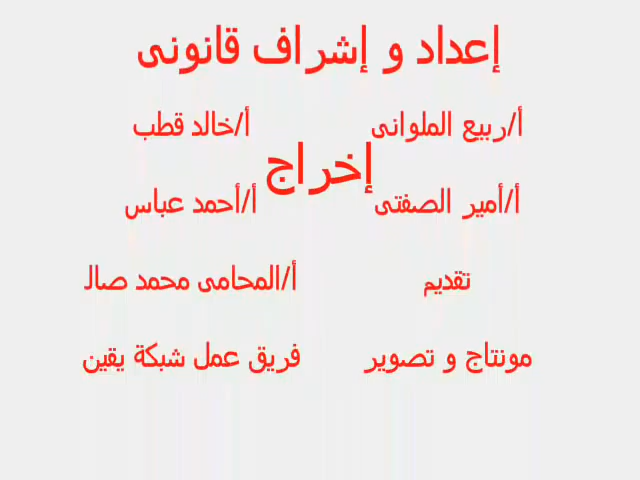 إعداد و إشراف قانونى
أ/ربيع الملوانى أ/خالد قطب
إخراج
أ/أمير الصفتى أ/أحمد عباس
تقديم أ/المحامى محمد صالـ
مونتاج و تصوير فريق عمل شبكة يقين